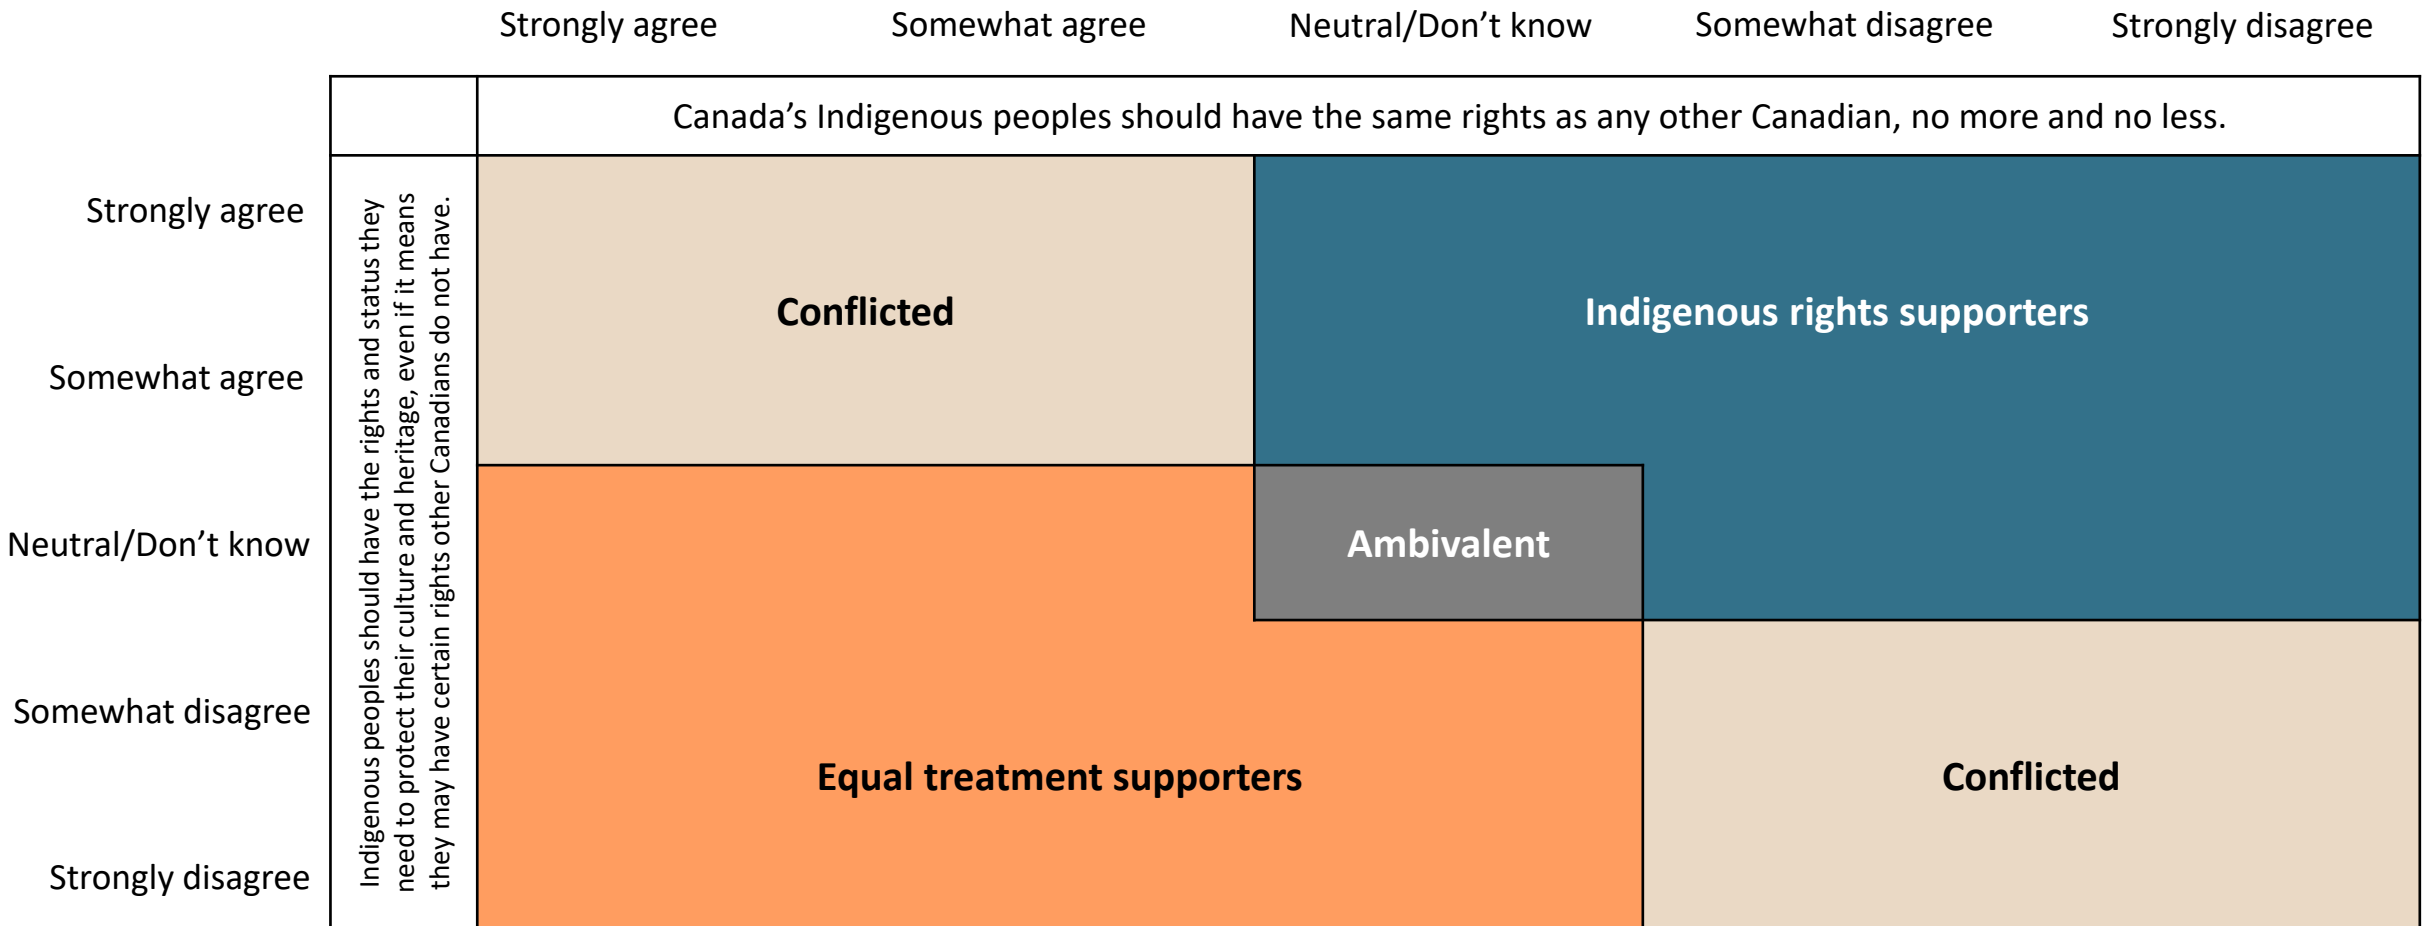 Strongly agree
Somewhat agree
Neutral/Don’t know
Somewhat disagree
Strongly disagree
Canada’s Indigenous peoples should have the same rights as any other Canadian, no more and no less.
Strongly agree
Somewhat agree
Neutral/Don’t know
Somewhat disagree
Strongly disagree
Indigenous peoples should have the rights and status they
need to protect their culture and heritage, even if it means
they may have certain rights other Canadians do not have.
Conflicted
Indigenous rights supporters
Ambivalent
Equal treatment supporters
Conflicted